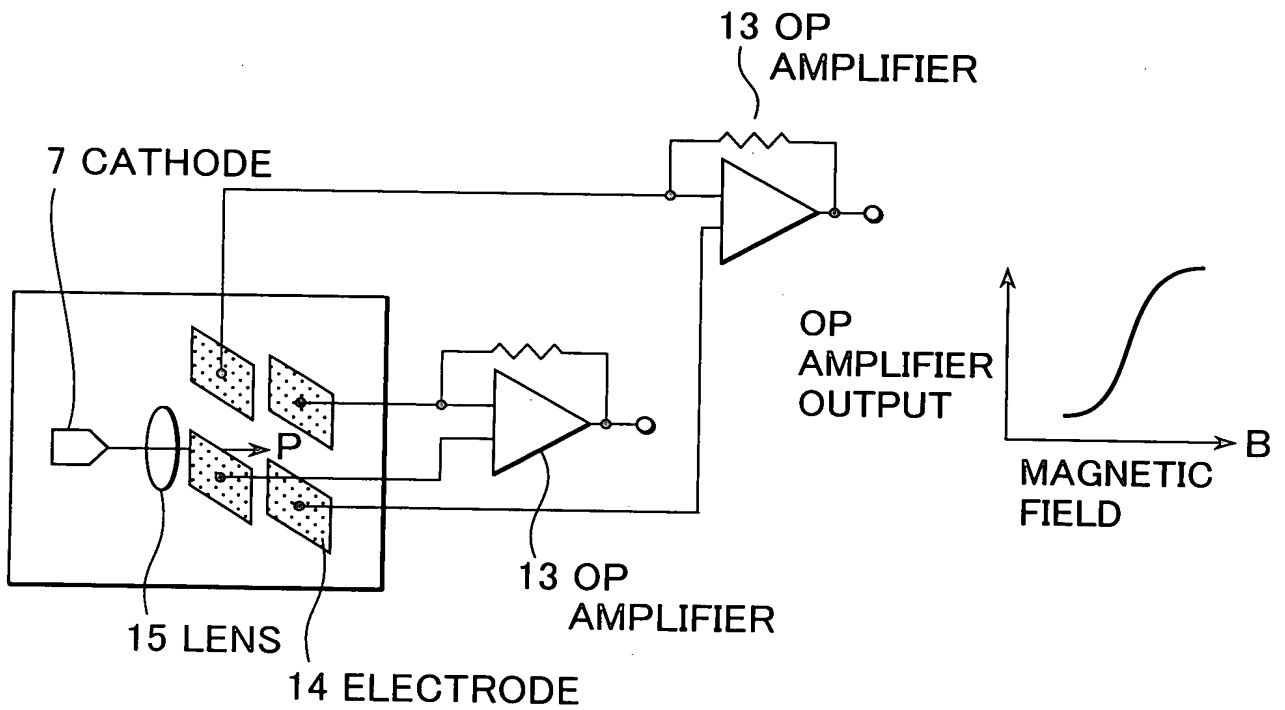 13 OP
AMPLIFIER
7 CATHODE
OP
AMPLIFIER
OUTPUT
P
B
MAGNETIC
FIELD
13 OP
AMPLIFIER
15 LENS
14 ELECTRODE